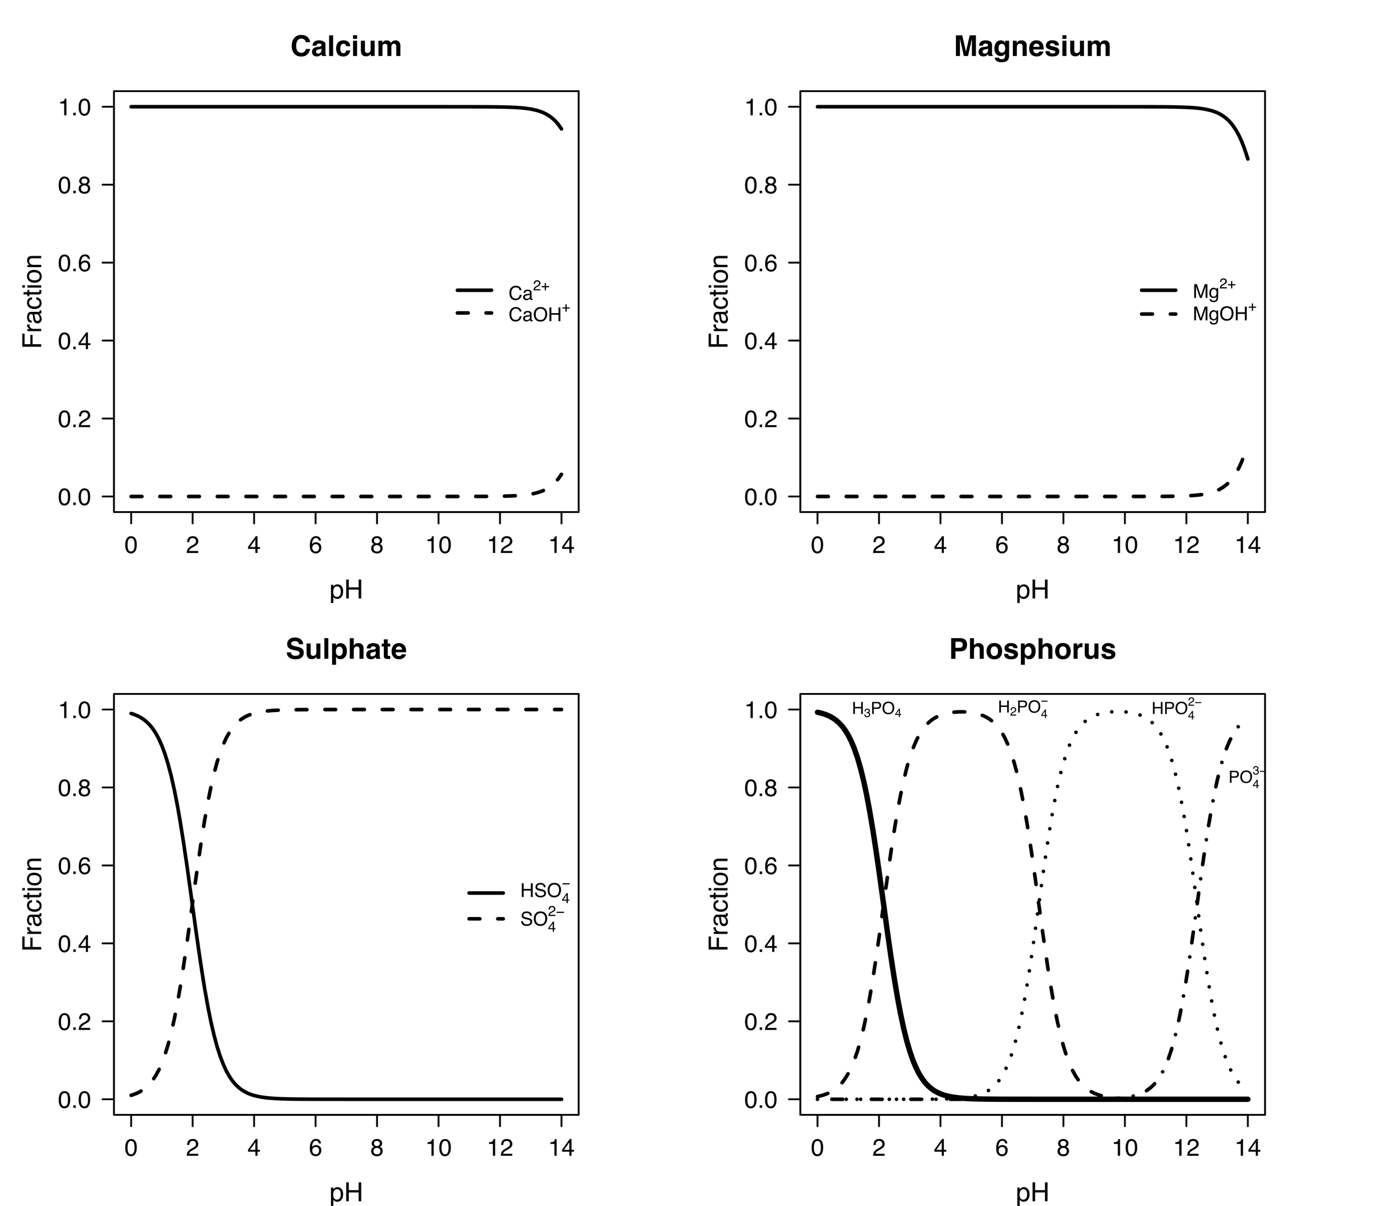 Calcium
Fraction
1.0
0.8
0.6
0.4
0.2
0.0
Ca²⁺
CaOH⁺
0 2 4 6 8 10 12 14
pH
Magnesium
Fraction
1.0
0.8
0.6
0.4
0.2
0.0
Mg²⁺
MgOH⁺
0 2 4 6 8 10 12 14
pH
Sulphate
Fraction
1.0
0.8
0.6
0.4
0.2
0.0
HSO₄⁻
SO₄²⁻
0 2 4 6 8 10 12 14
pH
Phosphorus
Fraction
1.0
0.8
0.6
0.4
0.2
0.0
H₃PO₄ H₂PO₄⁻ HPO₄²⁻
PO₄³⁻
0 2 4 6 8 10 12 14
pH